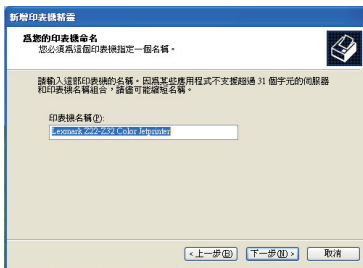 新增印表機精靈
為您的印表機命名
您必須為這個印表機指定一個名稱。
請輸入這部印表機的名稱。因為某些應用程式不支援超過 31 個字元的伺服器
和印表機名稱組合，請儘可能縮短名稱。
印表機名稱(P):
Lexmark Z22-Z32 Color Jetprinter
<上一步(B)
下一步(N)>
取消